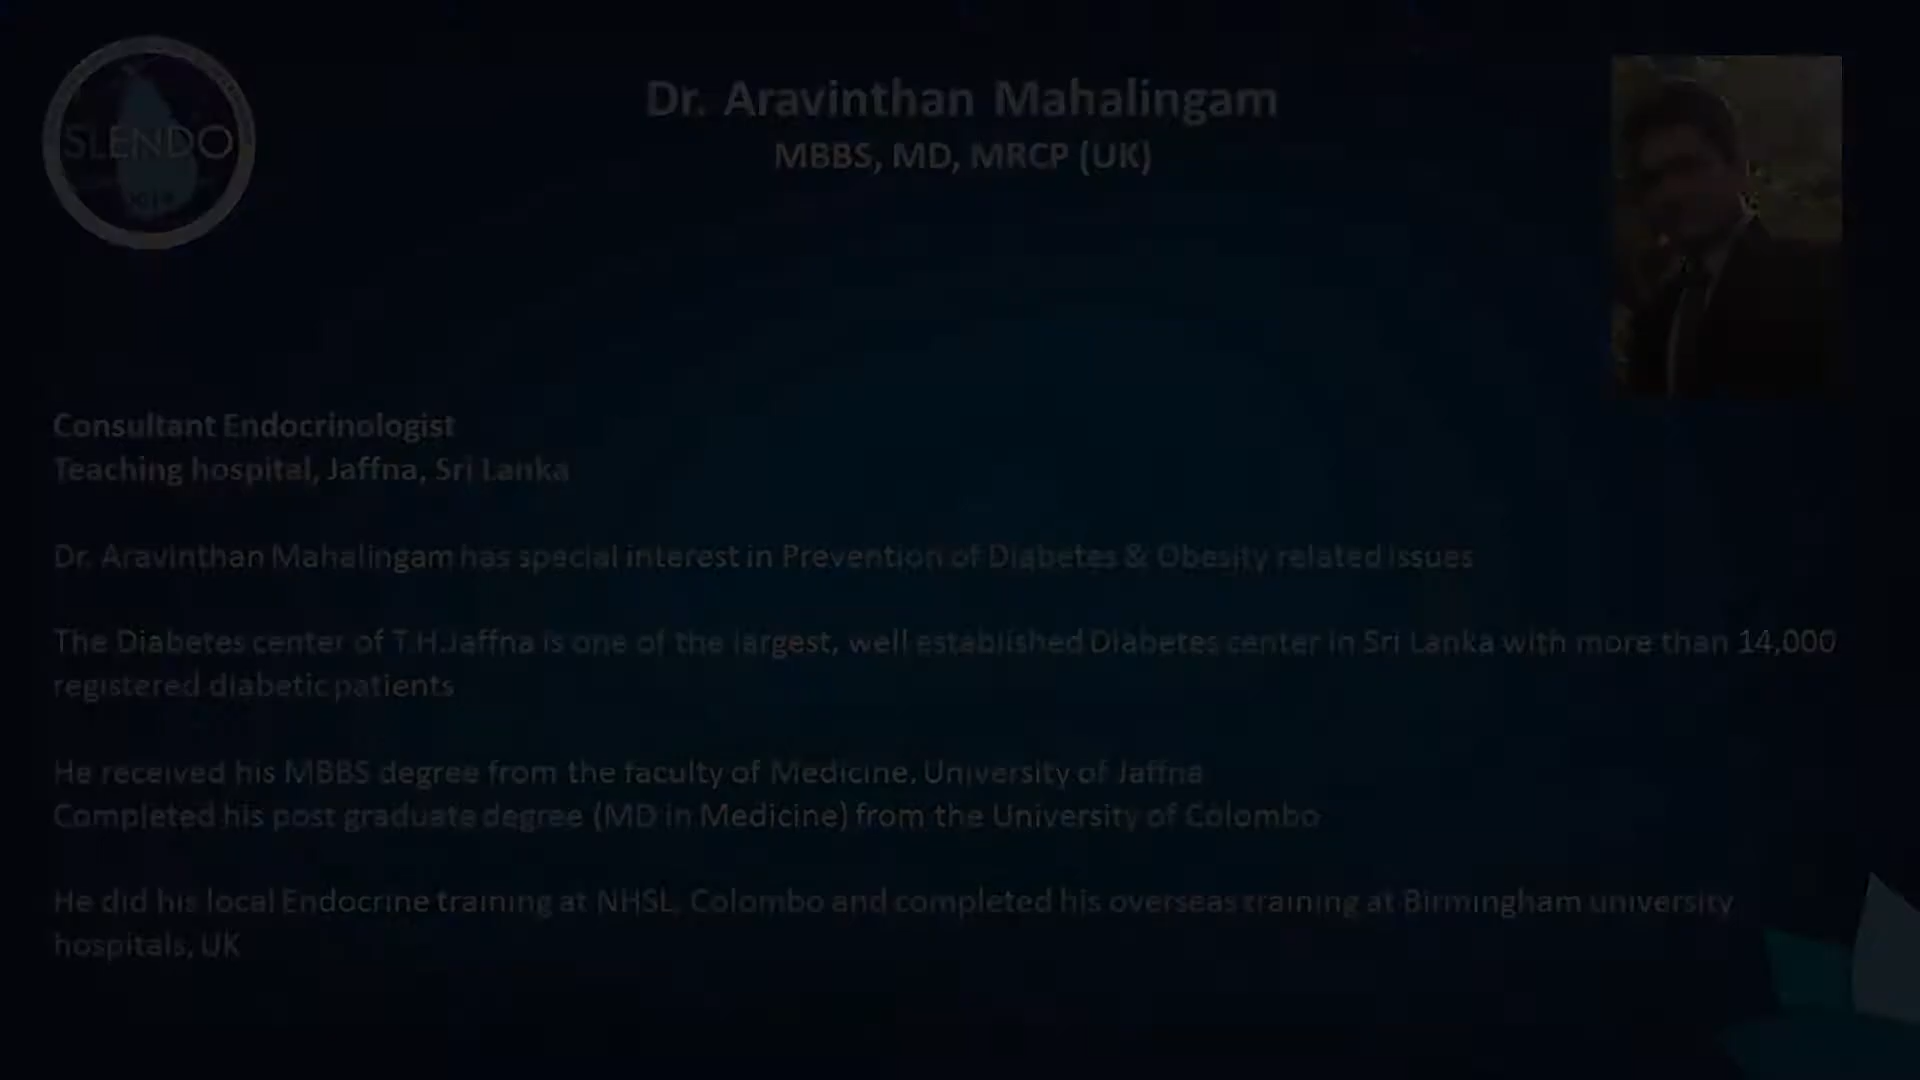 SLENDO
Dr. Aravinthan Mahalingam
MBBS, MD, MRCP (UK)
Consultant Endocrinologist
Teaching hospital, Jaffna, Sri Lanka
Dr. Aravinthan Mahalingam has special interest in Prevention of Diabetes & Obesity related issues
The Diabetes center of T.H.Jaffna is one of the largest, well established Diabetes center in Sri Lanka with more than 14,000
registered diabetic patients
He received his MBBS degree from the faculty of Medicine, University of Jaffna
Completed his post graduate degree (MD in Medicine) from the University of Colombo
He did his local Endocrine training at NHSL, Colombo and completed his overseas training at Birmingham university
hospitals, UK